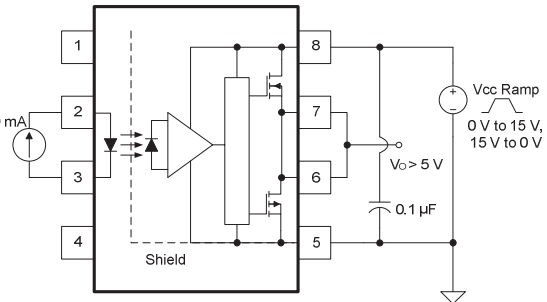 1
2
3
4
8
7
6
5
mA
Shield
Vo > 5 V
0.1 µF
+
−
Vcc Ramp
0 V to 15 V,
15 V to 0 V